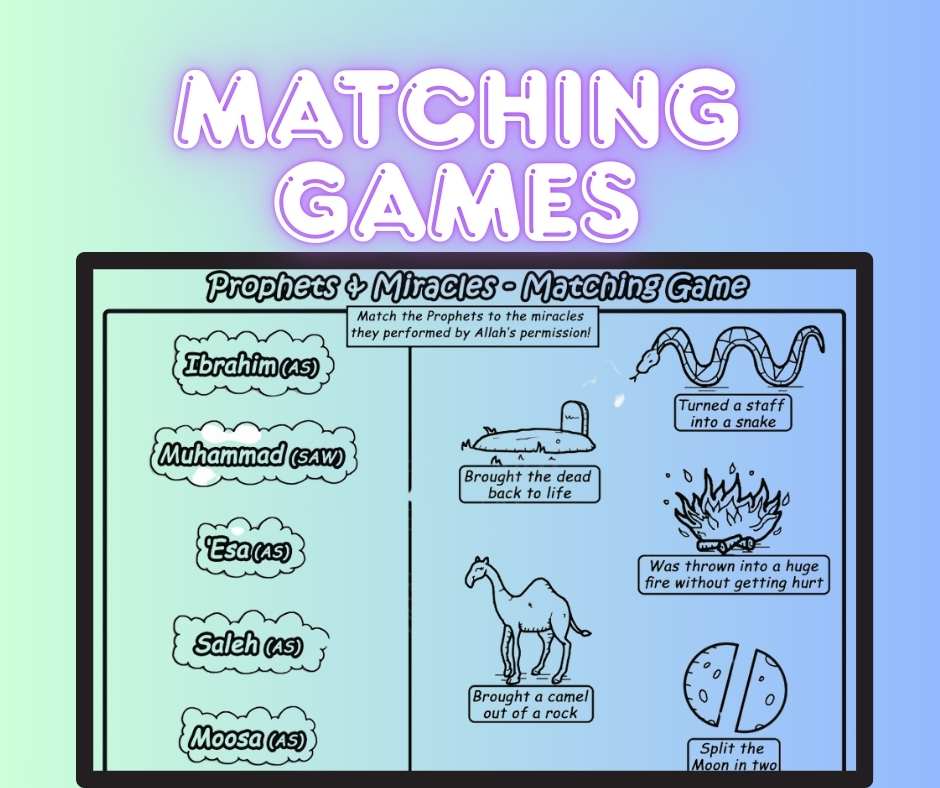 MATCHING
GAMES
Prophets & Miracles - Matching Game
Match the Prophets to the miracles
they performed by Allah's permission!
Ibrahim (AS)
Muhammad (SAW)
'Esa (AS)
Saleh (AS)
Moosa (AS)
Turned a staff
into a snake
Brought the dead
back to life
Was thrown into a huge
fire without getting hurt
Brought a camel
out of a rock
Split the
Moon in two